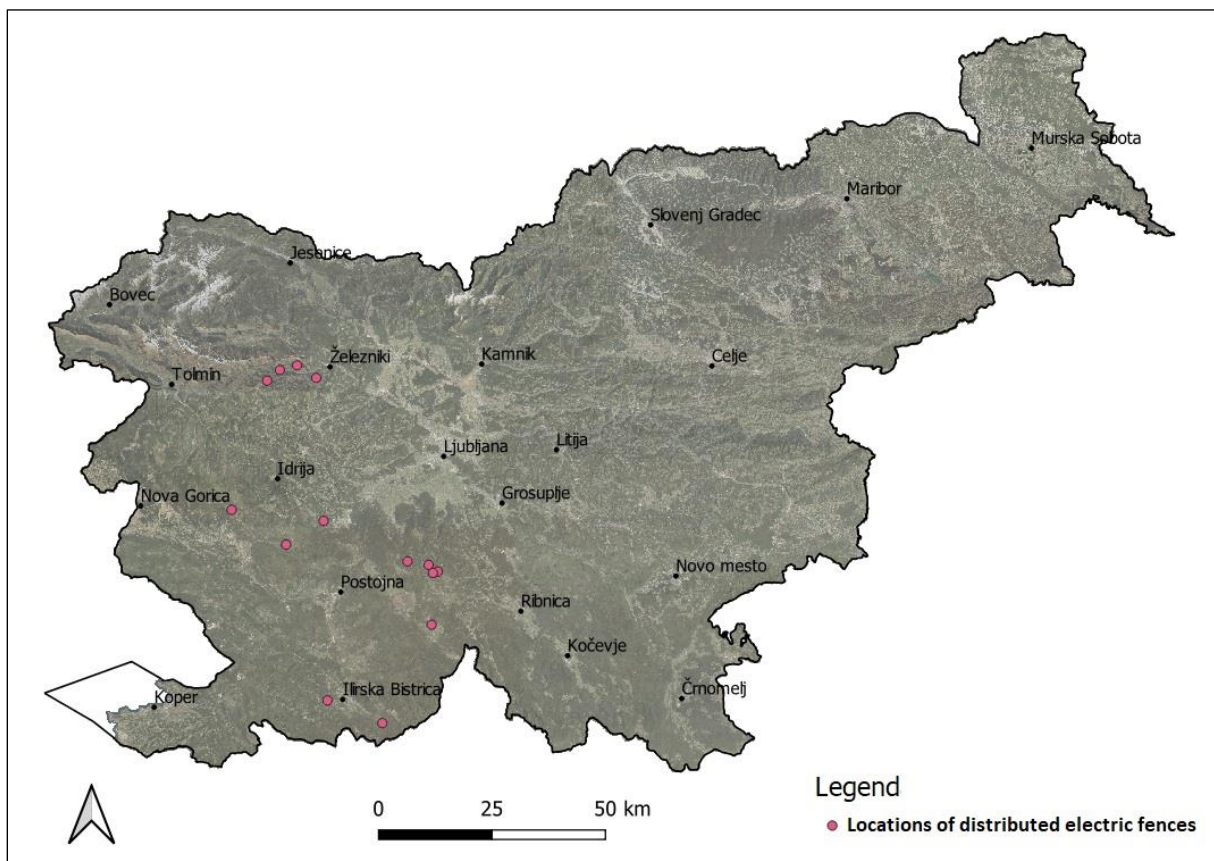 Murska Sobota
Maribor
Slovenj Gradec
Jesenice
Bovec
Železniki
Kamnik
Celje
Tolmin
Ljubljana
Litija
Idrija
Nova Gorica
Grosuplje
Novo mesto
Postojna
Ribnica
Kočevje
Koper
Ilirska Bistrica
Črnomelj
Legend
0 25 50 km
Locations of distributed electric fences